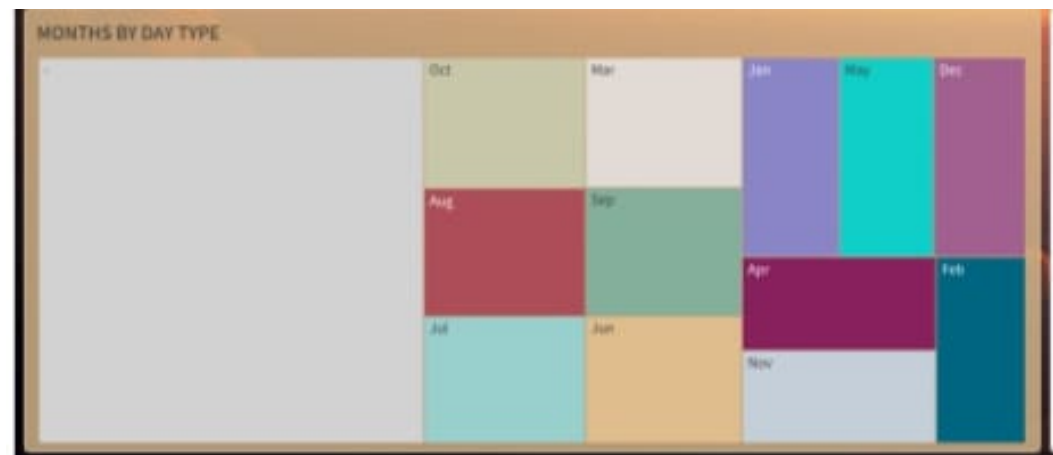 MONTHS BY DAY TYPE
Oct
Mar
Jan
May
Dec
Aug
Sep
Apr
Feb
Jul
Jun
Nov